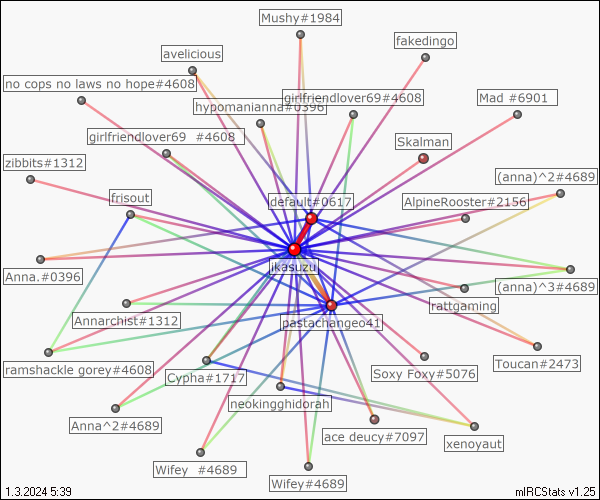 Mushy#1984
fakedingo
avelicious
no cops no laws no hope#4608
girlfriendlover69#4608
hypomanianna#0396
Mad #6901
girlfriendlover69  #4608
Skalman
zibbits#1312
(anna)^2#4689
frisout
default#0617
AlpineRooster#2156
ikasuzu
Anna.#0396
(anna)^3#4689
rattgaming
Annarchist#1312
pastachangeo41
ramshackle gorey#4608
Toucan#2473
Cypha#1717
Soxy Foxy#5076
neokingghidorah
Anna^2#4689
ace deucy#7097
xenoyaut
Wifey  #4689
Wifey#4689
1.3.2024 5:39
mIRCStats v1.25